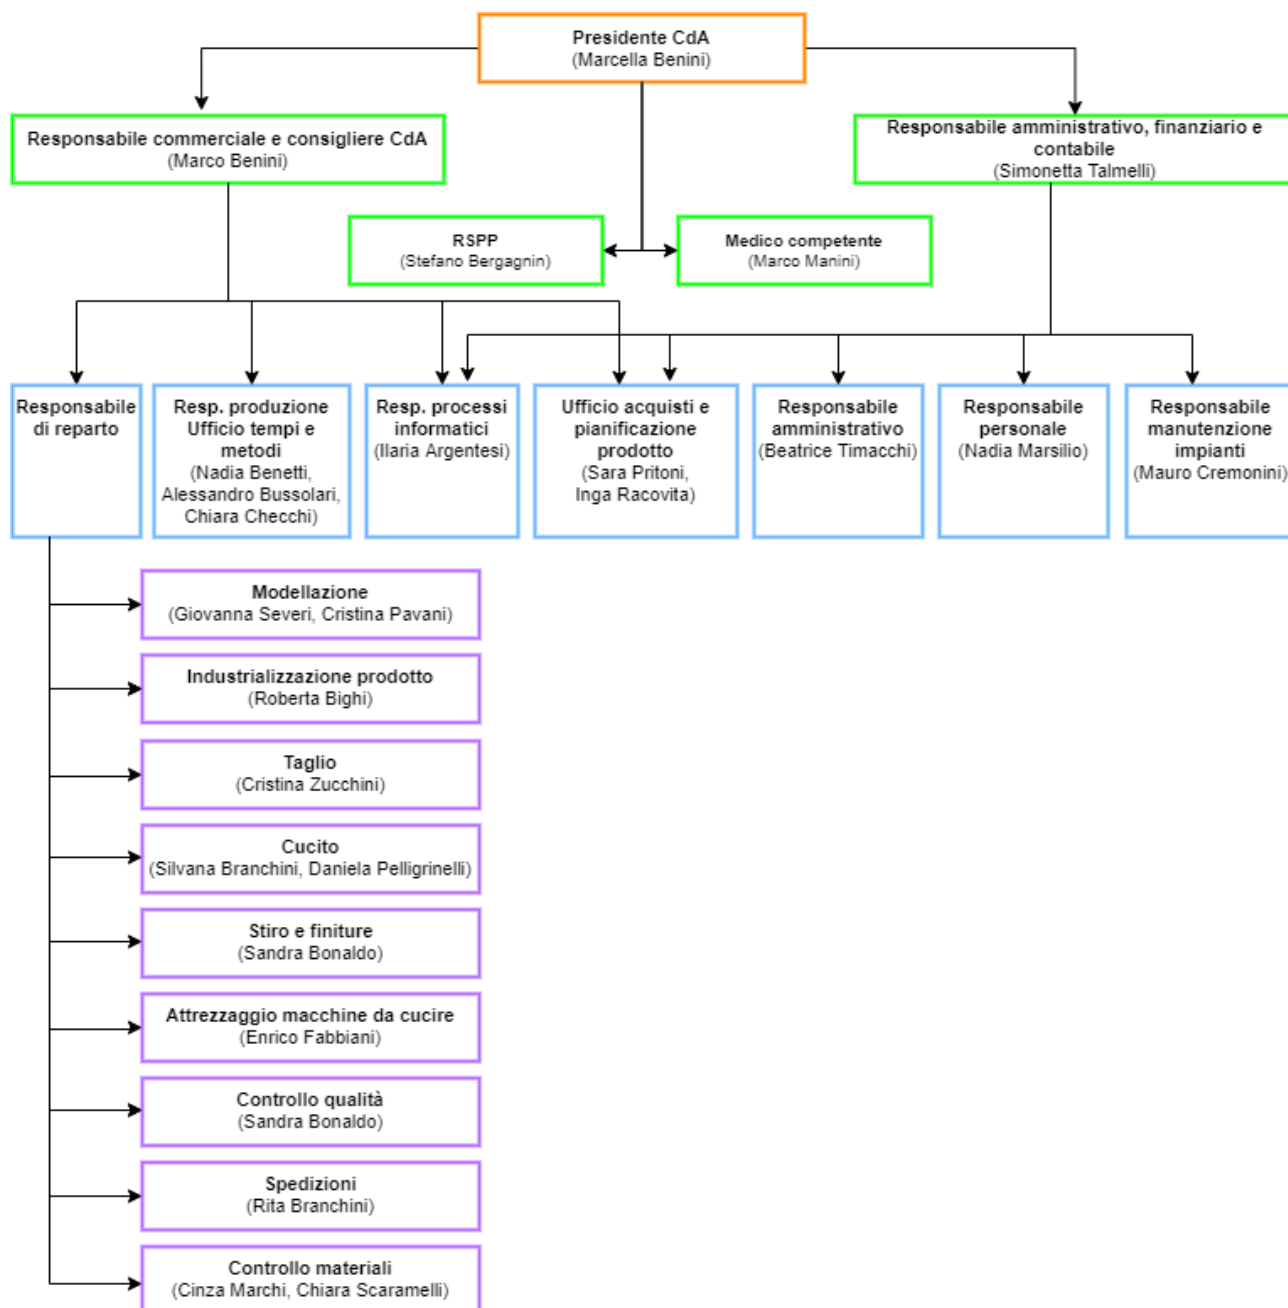 Presidente CdA
(Marcella Benini)
Responsabile commerciale e consigliere CdA
(Marco Benini)
Responsabile amministrativo, finanziario e
contabile
(Simonetta Talmelli)
RSPP
(Stefano Bergagnin)
Medico competente
(Marco Manini)
Responsabile
di reparto
Resp. produzione
Ufficio tempi e
metodi
(Nadia Benetti,
Alessandro Bussolari,
Chiara Checchi)
Resp. processi
informatici
(Ilaria Argentesi)
Ufficio acquisti e
pianificazione
prodotto
(Sara Pritoni,
Inga Racovita)
Responsabile
amministrativo
(Beatrice Timacchi)
Responsabile
personale
(Nadia Marsilio)
Responsabile
manutenzione
impianti
(Mauro Cremonini)
Modellazione
(Giovanna Severi, Cristina Pavani)
Industrializzazione prodotto
(Roberta Bighi)
Taglio
(Cristina Zucchini)
Cucito
(Silvana Branchini, Daniela Pelligrinelli)
Stiro e finiture
(Sandra Bonaldo)
Attrezzaggio macchine da cucire
(Enrico Fabbiani)
Controllo qualità
(Sandra Bonaldo)
Spedizioni
(Rita Branchini)
Controllo materiali
(Cinza Marchi, Chiara Scaramelli)